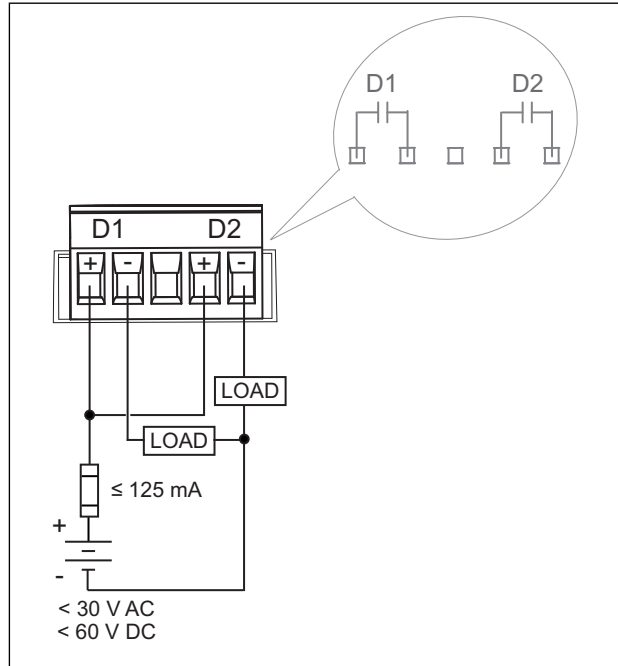 D1 D2
D1 D2
+ - + -
LOAD
LOAD
≤ 125 mA
+
-
< 30 V AC
< 60 V DC